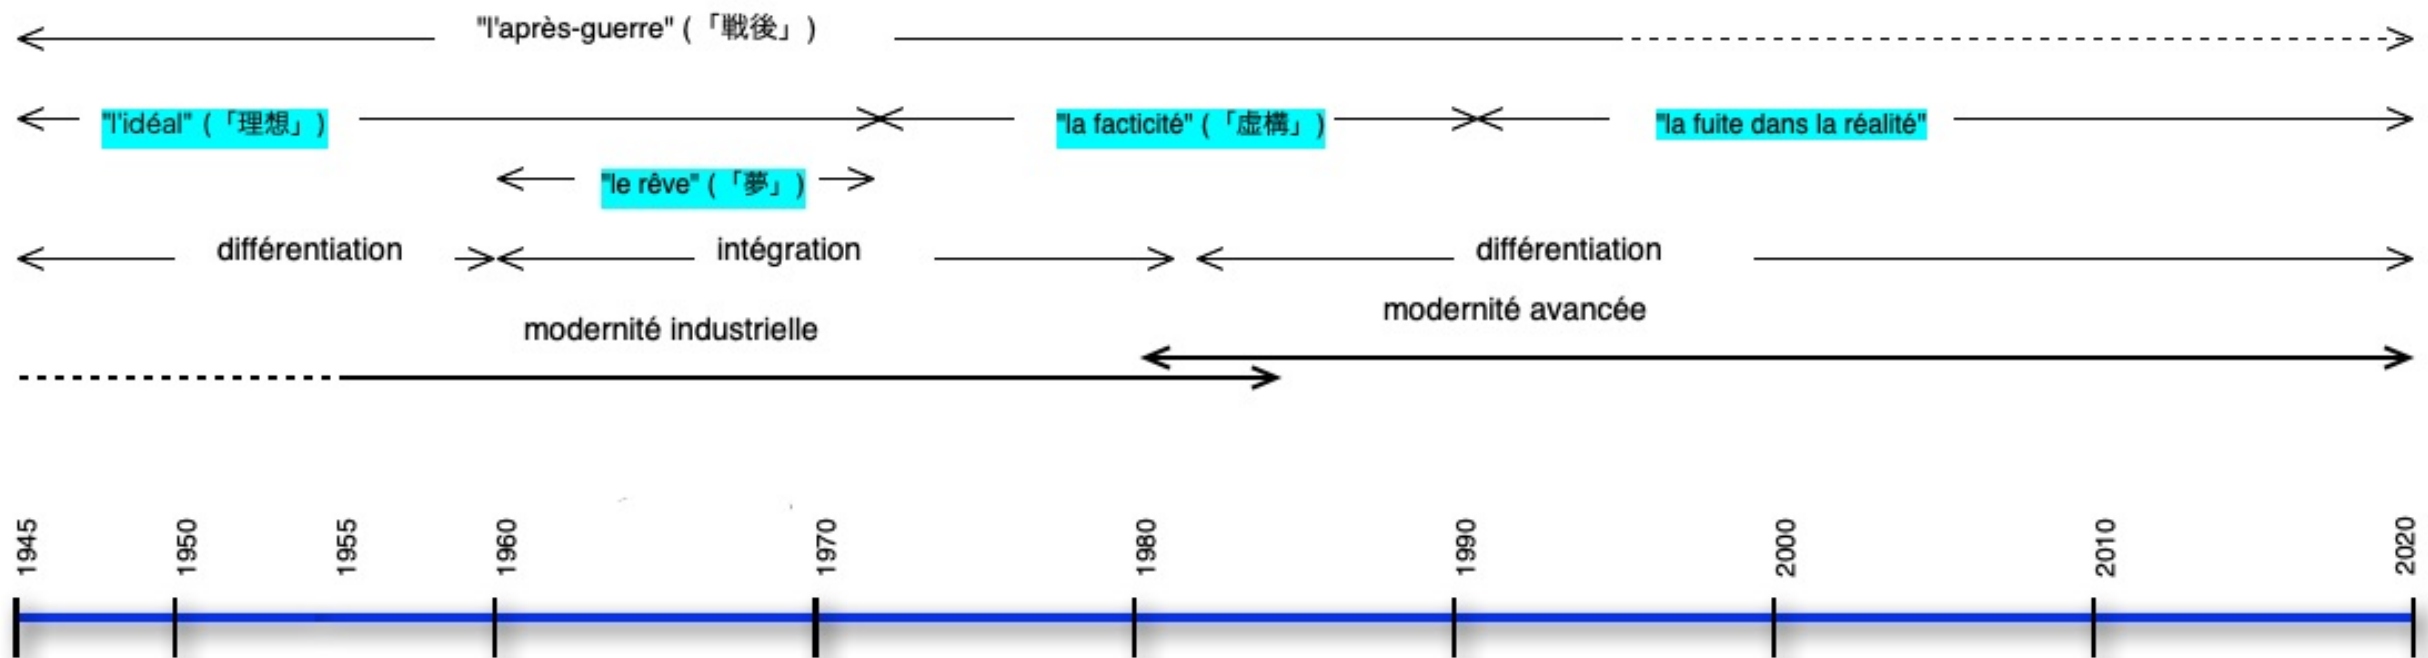 "l'après-guerre" (「戦後」)
"l'idéal" (「理想」) "la facticité" (「虚構」) "la fuite dans la réalité"
"le rêve" (「夢」)
différentiation intégration différentiation
modernité avancée
modernité industrielle
1945 1950 1955 1960 1970 1980 1990 2000 2010 2020